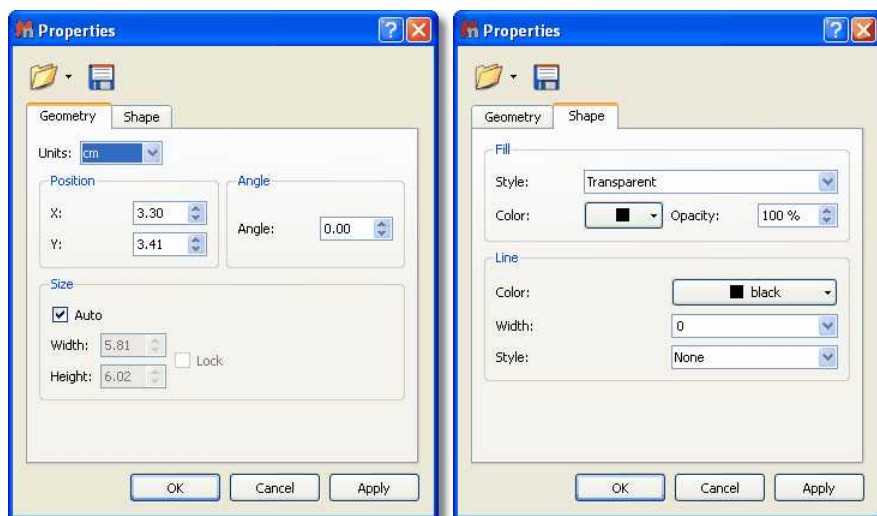 Properties
Geometry Shape
Units: cm
Position
X: 3.30
Y: 3.41
Angle
Angle: 0.00
Size
Auto
Width: 5.81
Height: 6.02
Lock
OK Cancel Apply
Properties
Geometry Shape
Fill
Style: Transparent
Color: Opacity: 100 %
Line
Color: black
Width: 0
Style: None
OK Cancel Apply